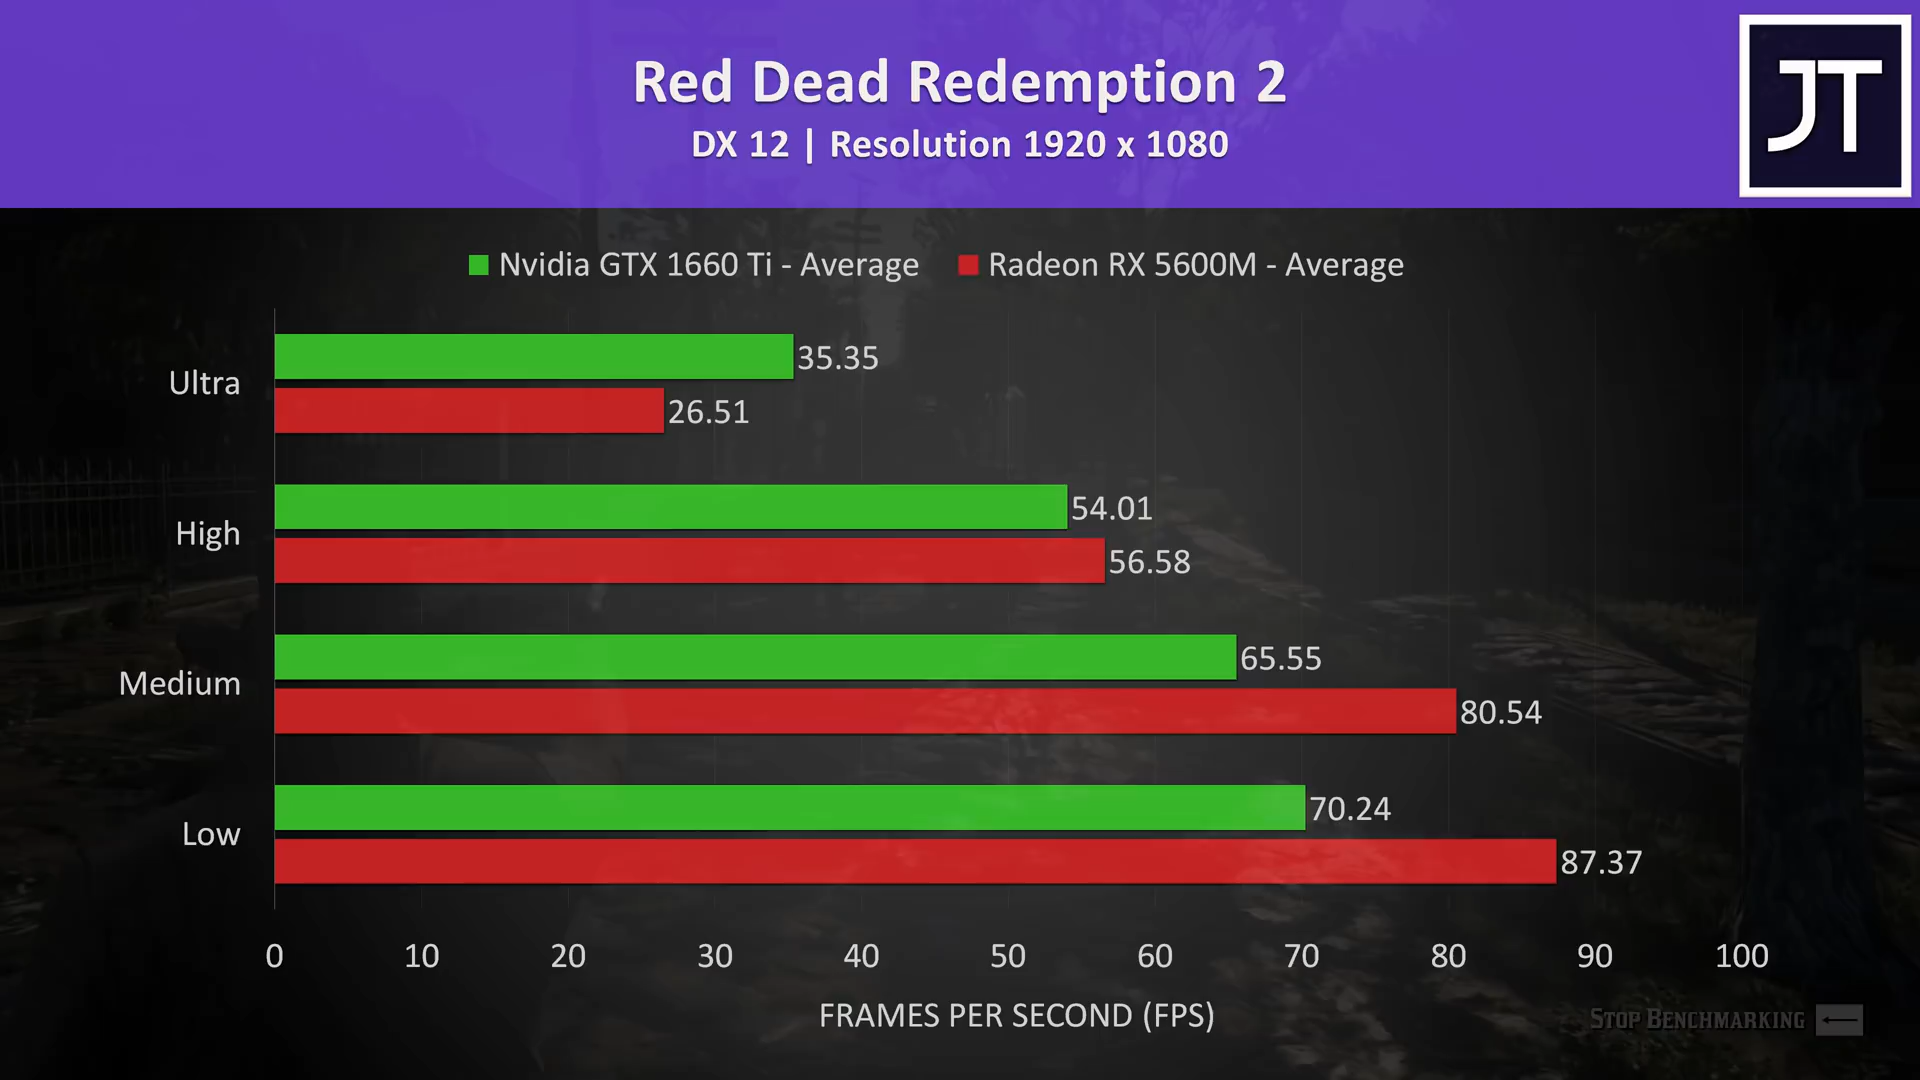 Red Dead Redemption 2
DX 12 | Resolution 1920 x 1080
JT
Nvidia GTX 1660 Ti - Average
Radeon RX 5600M - Average
Ultra
35.35
26.51
High
54.01
56.58
Medium
65.55
80.54
Low
70.24
87.37
0 10 20 30 40 50 60 70 80 90 100
FRAMES PER SECOND (FPS)
STOP BENCHMARKING